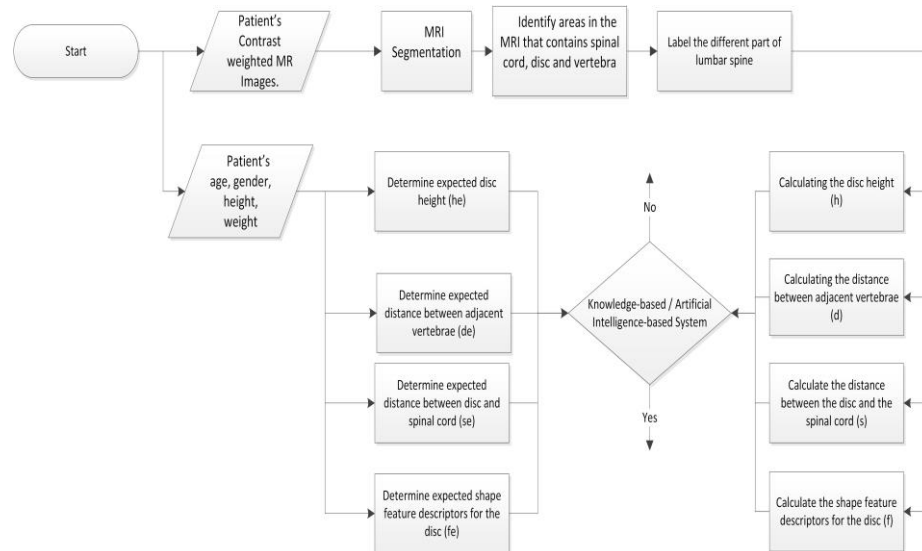 Start
Patient's
Contrast
weighted MR
Images.
MRI
Segmentation
Identify areas in the
MRI that contains spinal
cord, disc and vertebra
Label the different part of
lumbar spine
Patient's
age, gender,
height,
weight
Determine expected disc
height (he)
Determine expected
distance between adjacent
vertebrae (de)
Determine expected
distance between disc and
spinal cord (se)
Determine expected shape
feature descriptors for the
disc (fe)
No
Knowledge-based / Artificial
Intelligence-based System
Yes
Calculating the disc height
(h)
Calculating the distance
between adjacent vertebrae
(d)
Calculate the distance
between the disc and the
spinal cord (s)
Calculate the shape feature
descriptors for the disc (f)